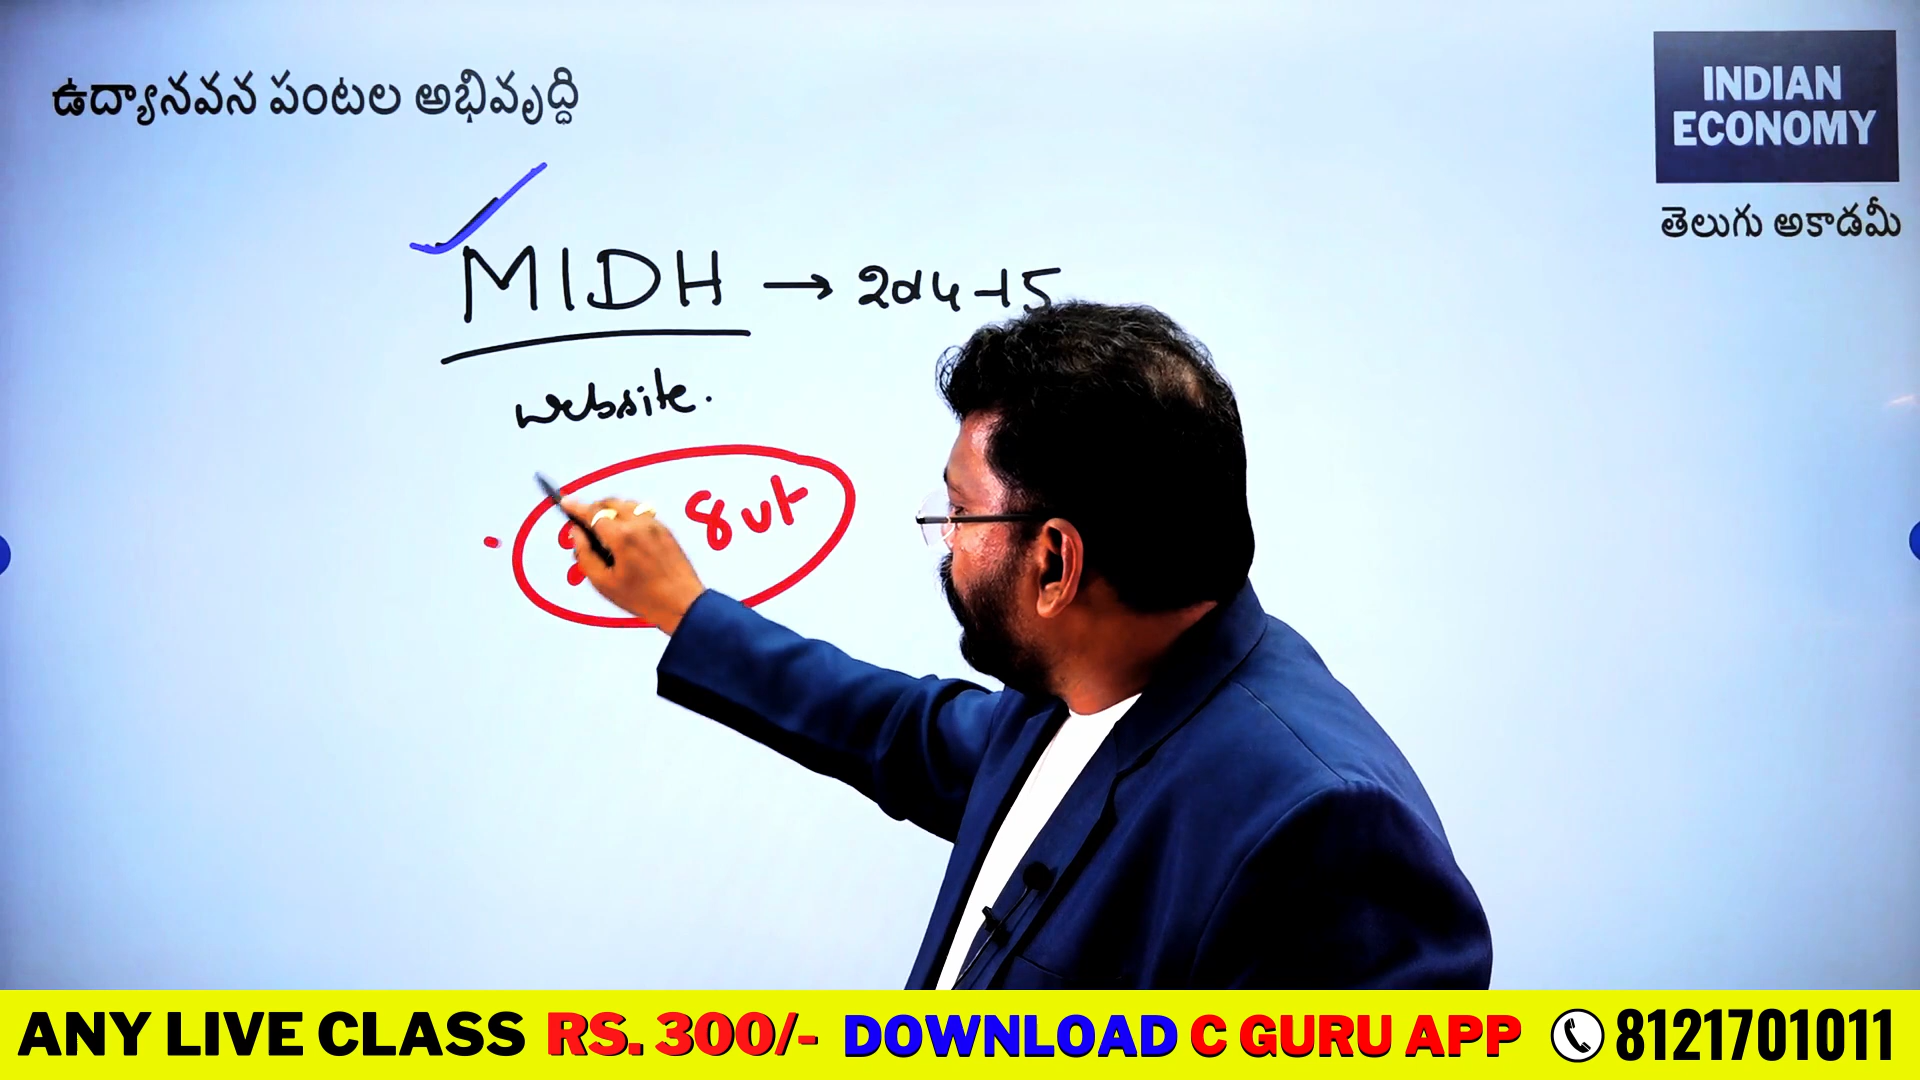 ఉద్యానవన పంటల అభివృద్ధి
INDIAN
ECONOMY
తెలుగు అకాడమీ
MIDH → 2014-15
website.
ANY LIVE CLASS RS. 300/- DOWNLOAD C GURU APP 8121701011